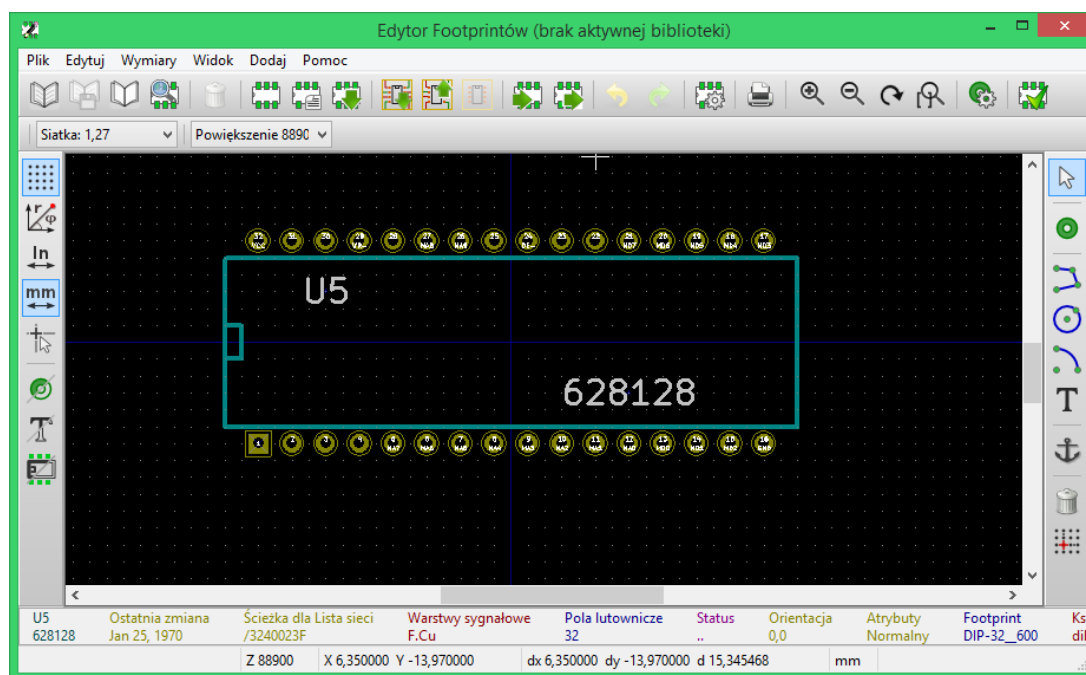 Edytor Footprintów (brak aktywnej biblioteki)
Plik Edytuj Wymiary Widok Dodaj Pomoc
Siatka: 1,27 Powiększenie 8890
In
mm
U5
628128
T
U5 Ostatnia zmiana Ścieżka dla Lista sieci Warstwy sygnałowe Pola lutownicze Status Orientacja Atrybuty Footprint Ks
628128 Jan 25, 1970 /3240023F F.Cu 32 .. 0,0 Normalny DIP-32__600 dil
Z 88900 X 6,350000 Y -13,970000 dx 6,350000 dy -13,970000 d 15,345468 mm